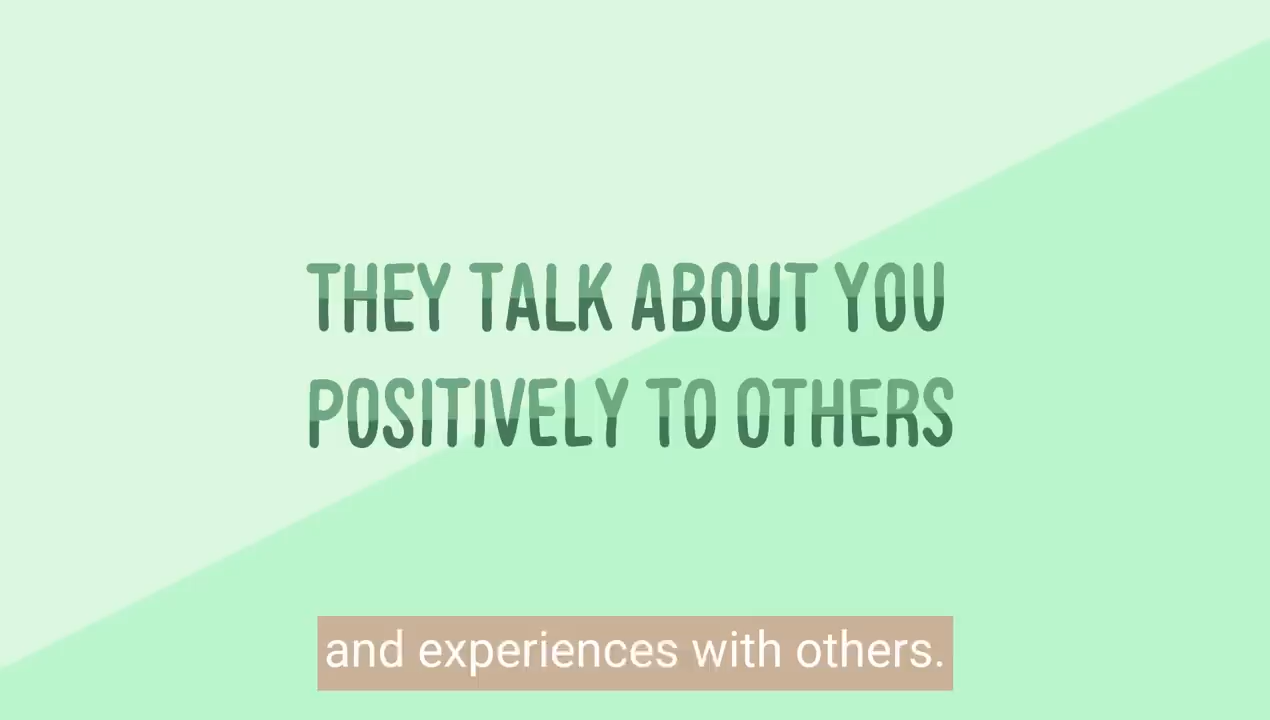 THEY TALK ABOUT YOU
POSITIVELY TO OTHERS
and experiences with others.